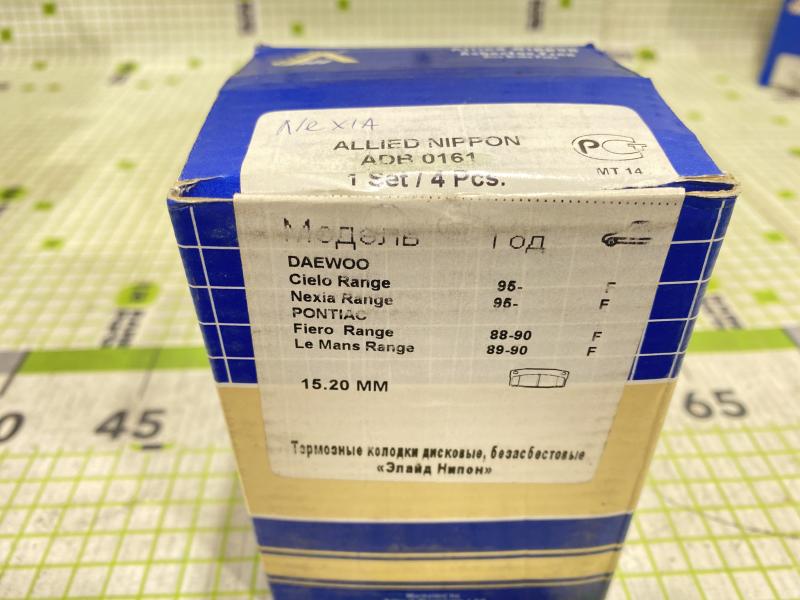 Nexia
ALLIED NIPPON
ADB 0161
1 Set / 4 Pcs.
РСТ
МТ 14
Модель Год
DAEWOO
Cielo Range 95- F
Nexia Range 95- F
PONTIAC
Fiero Range 88-90 F
Le Mans Range 89-90 F
15.20 MM
Тормозные колодки дисковые, безасбестовые
«Элайд Нипон»
45
65